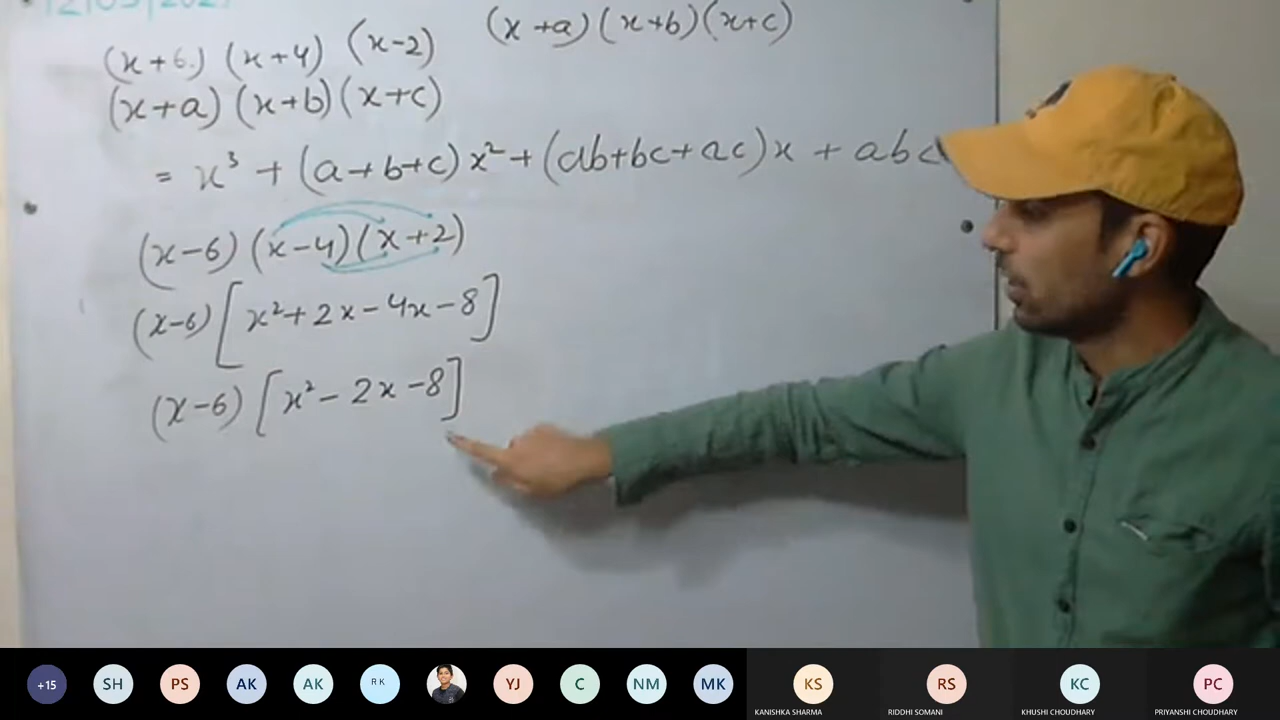 (x+6) (x+4) (x-2) (x+a)(x+b)(x+c)
(x+a)(x+b)(x+c)
= x³ + (a+b+c)x² + (ab+bc+ac)x + abc
(x-6)(x-4)(x+2)
(x-6)[x²+2x-4x-8]
(x-6)[x²-2x-8]
+15 SH PS AK AK RK YJ C NM MK KS RS KC PC
KANISHKA SHARMA RIDDHI SOMANI KHUSHI CHOUDHARY PRIYANSHI CHOUDHARY